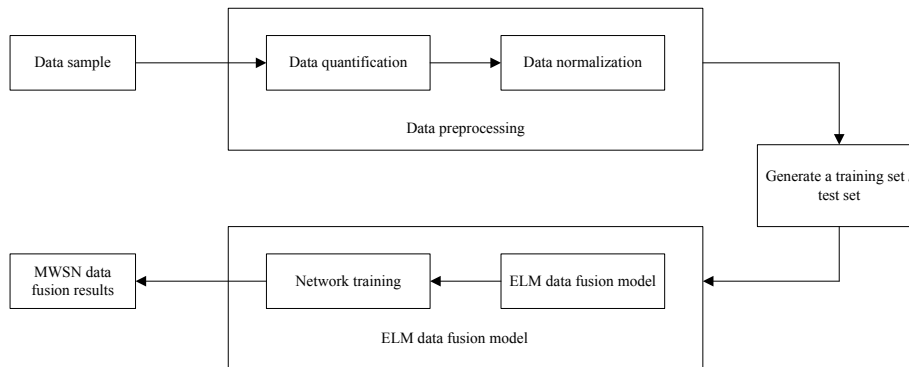 Data sample
Data quantification
Data normalization
Data preprocessing
Generate a training set
test set
ELM data fusion model
Network training
MWSN data
fusion results
ELM data fusion model